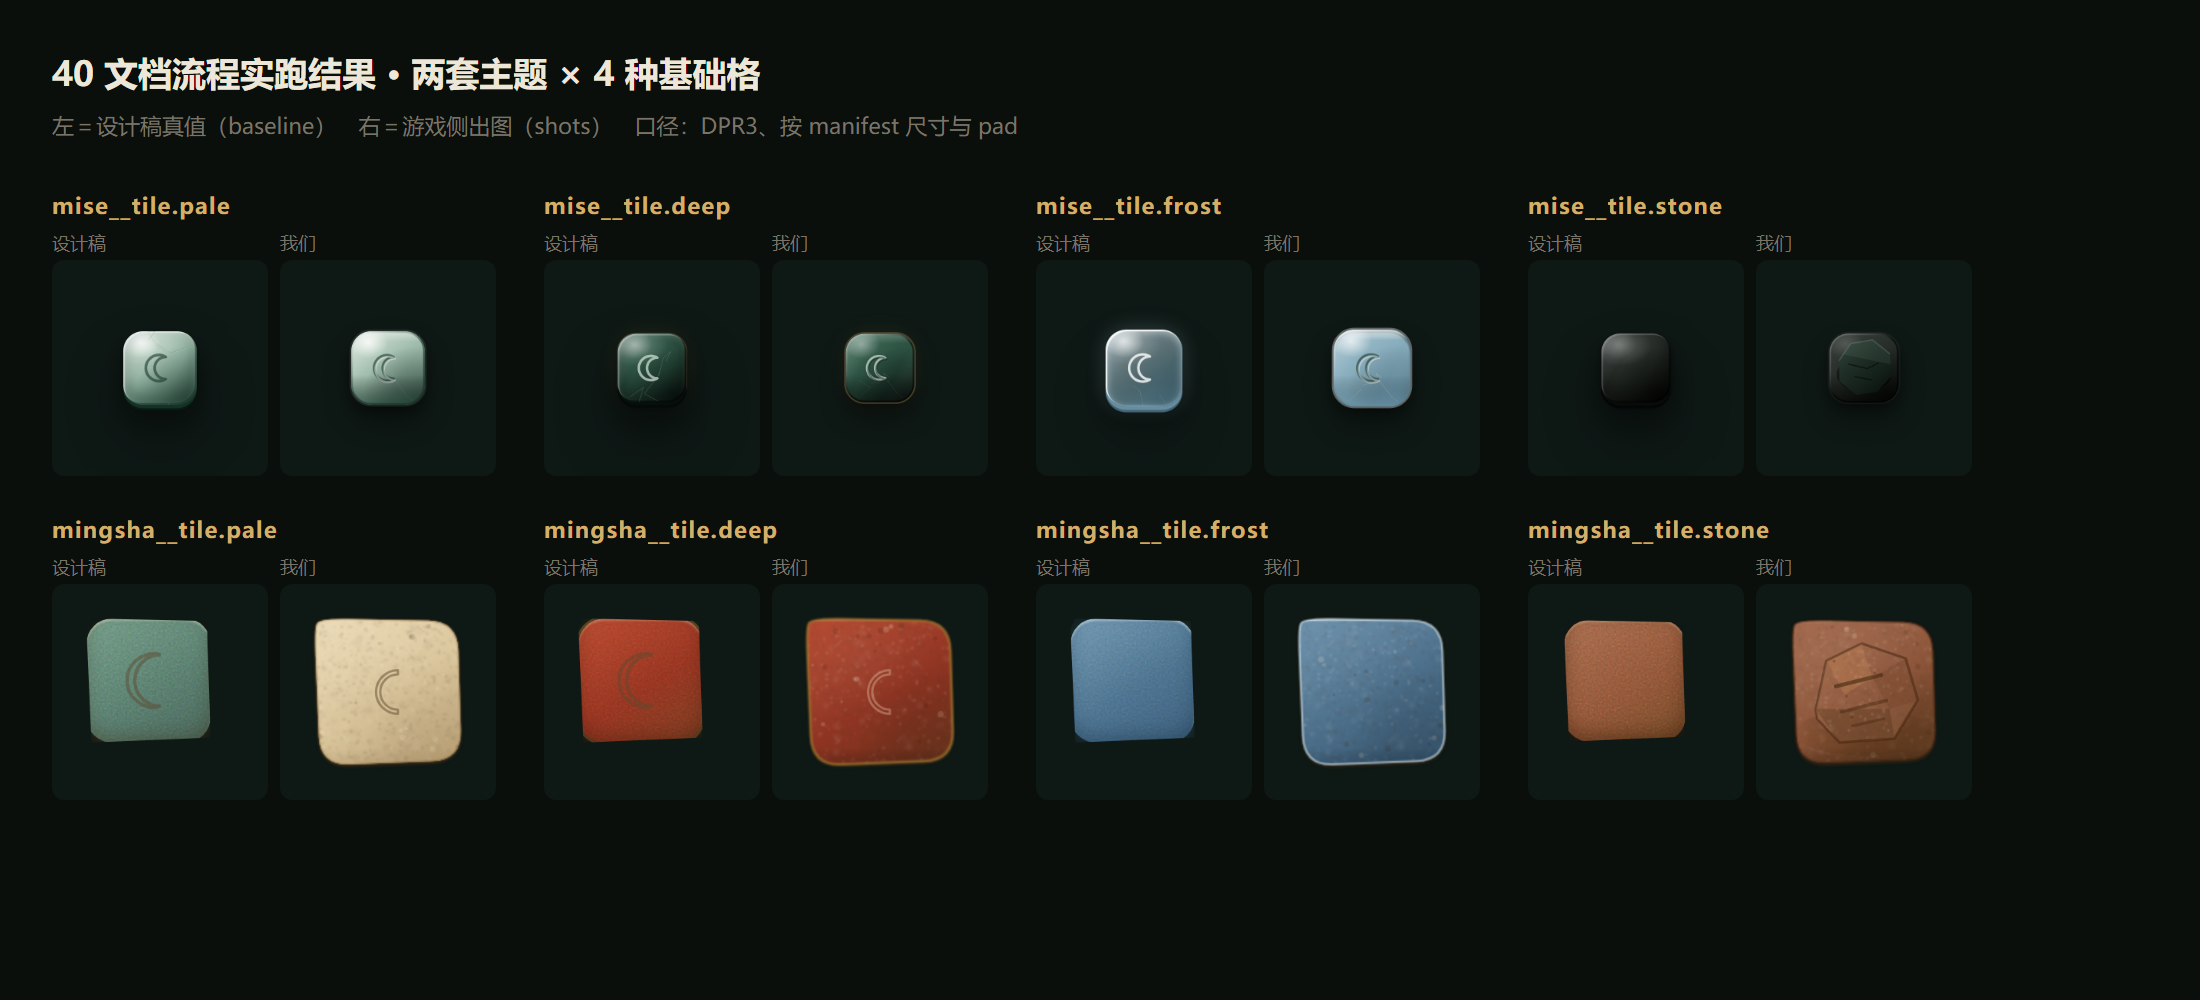 40 文档流程实跑结果 • 两套主题 × 4 种基础格
左 = 设计稿真值（baseline） 右 = 游戏侧出图（shots） 口径：DPR3、按 manifest 尺寸与 pad
mise__tile.pale mise__tile.deep mise__tile.frost mise__tile.stone
设计稿 我们 设计稿 我们 设计稿 我们 设计稿 我们
mingsha__tile.pale mingsha__tile.deep mingsha__tile.frost mingsha__tile.stone
设计稿 我们 设计稿 我们 设计稿 我们 设计稿 我们